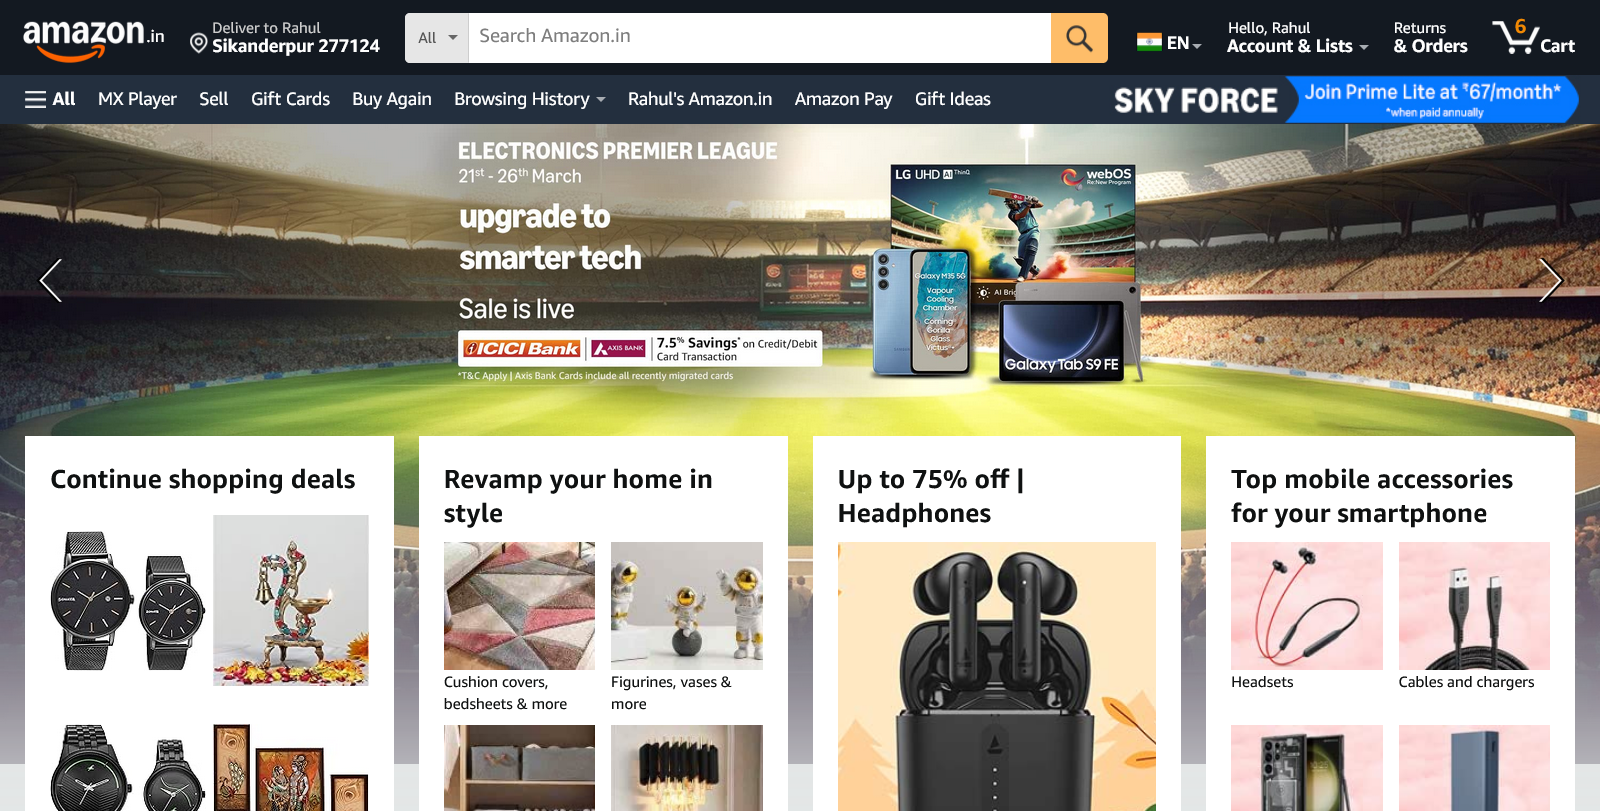 amazon.in
Deliver to Rahul
Sikanderpur 277124
All
Search Amazon.in
EN
Hello, Rahul
Account & Lists
Returns
& Orders
6
Cart
All
MX Player
Sell
Gift Cards
Buy Again
Browsing History
Rahul's Amazon.in
Amazon Pay
Gift Ideas
SKY FORCE
Join Prime Lite at ₹67/month*
*when paid annually
ELECTRONICS PREMIER LEAGUE
21st - 26th March
upgrade to
smarter tech
Sale is live
ICICI Bank
AXIS BANK
7.5% Savings* on Credit/Debit
Card Transaction
*T&C Apply | Axis Bank Cards include all recently migrated cards
LG UHD AI ThinQ
webOS
Re:New Program
Galaxy M35 5G
Vapour
Cooling
Chamber
Corning
Gorilla
Glass
Victus+
AI Brig
Galaxy Tab S9 FE
Continue shopping deals
SONATA
SONATA
Revamp your home in
style
Cushion covers,
bedsheets & more
Figurines, vases &
more
Up to 75% off |
Headphones
Top mobile accessories
for your smartphone
Headsets
Cables and chargers